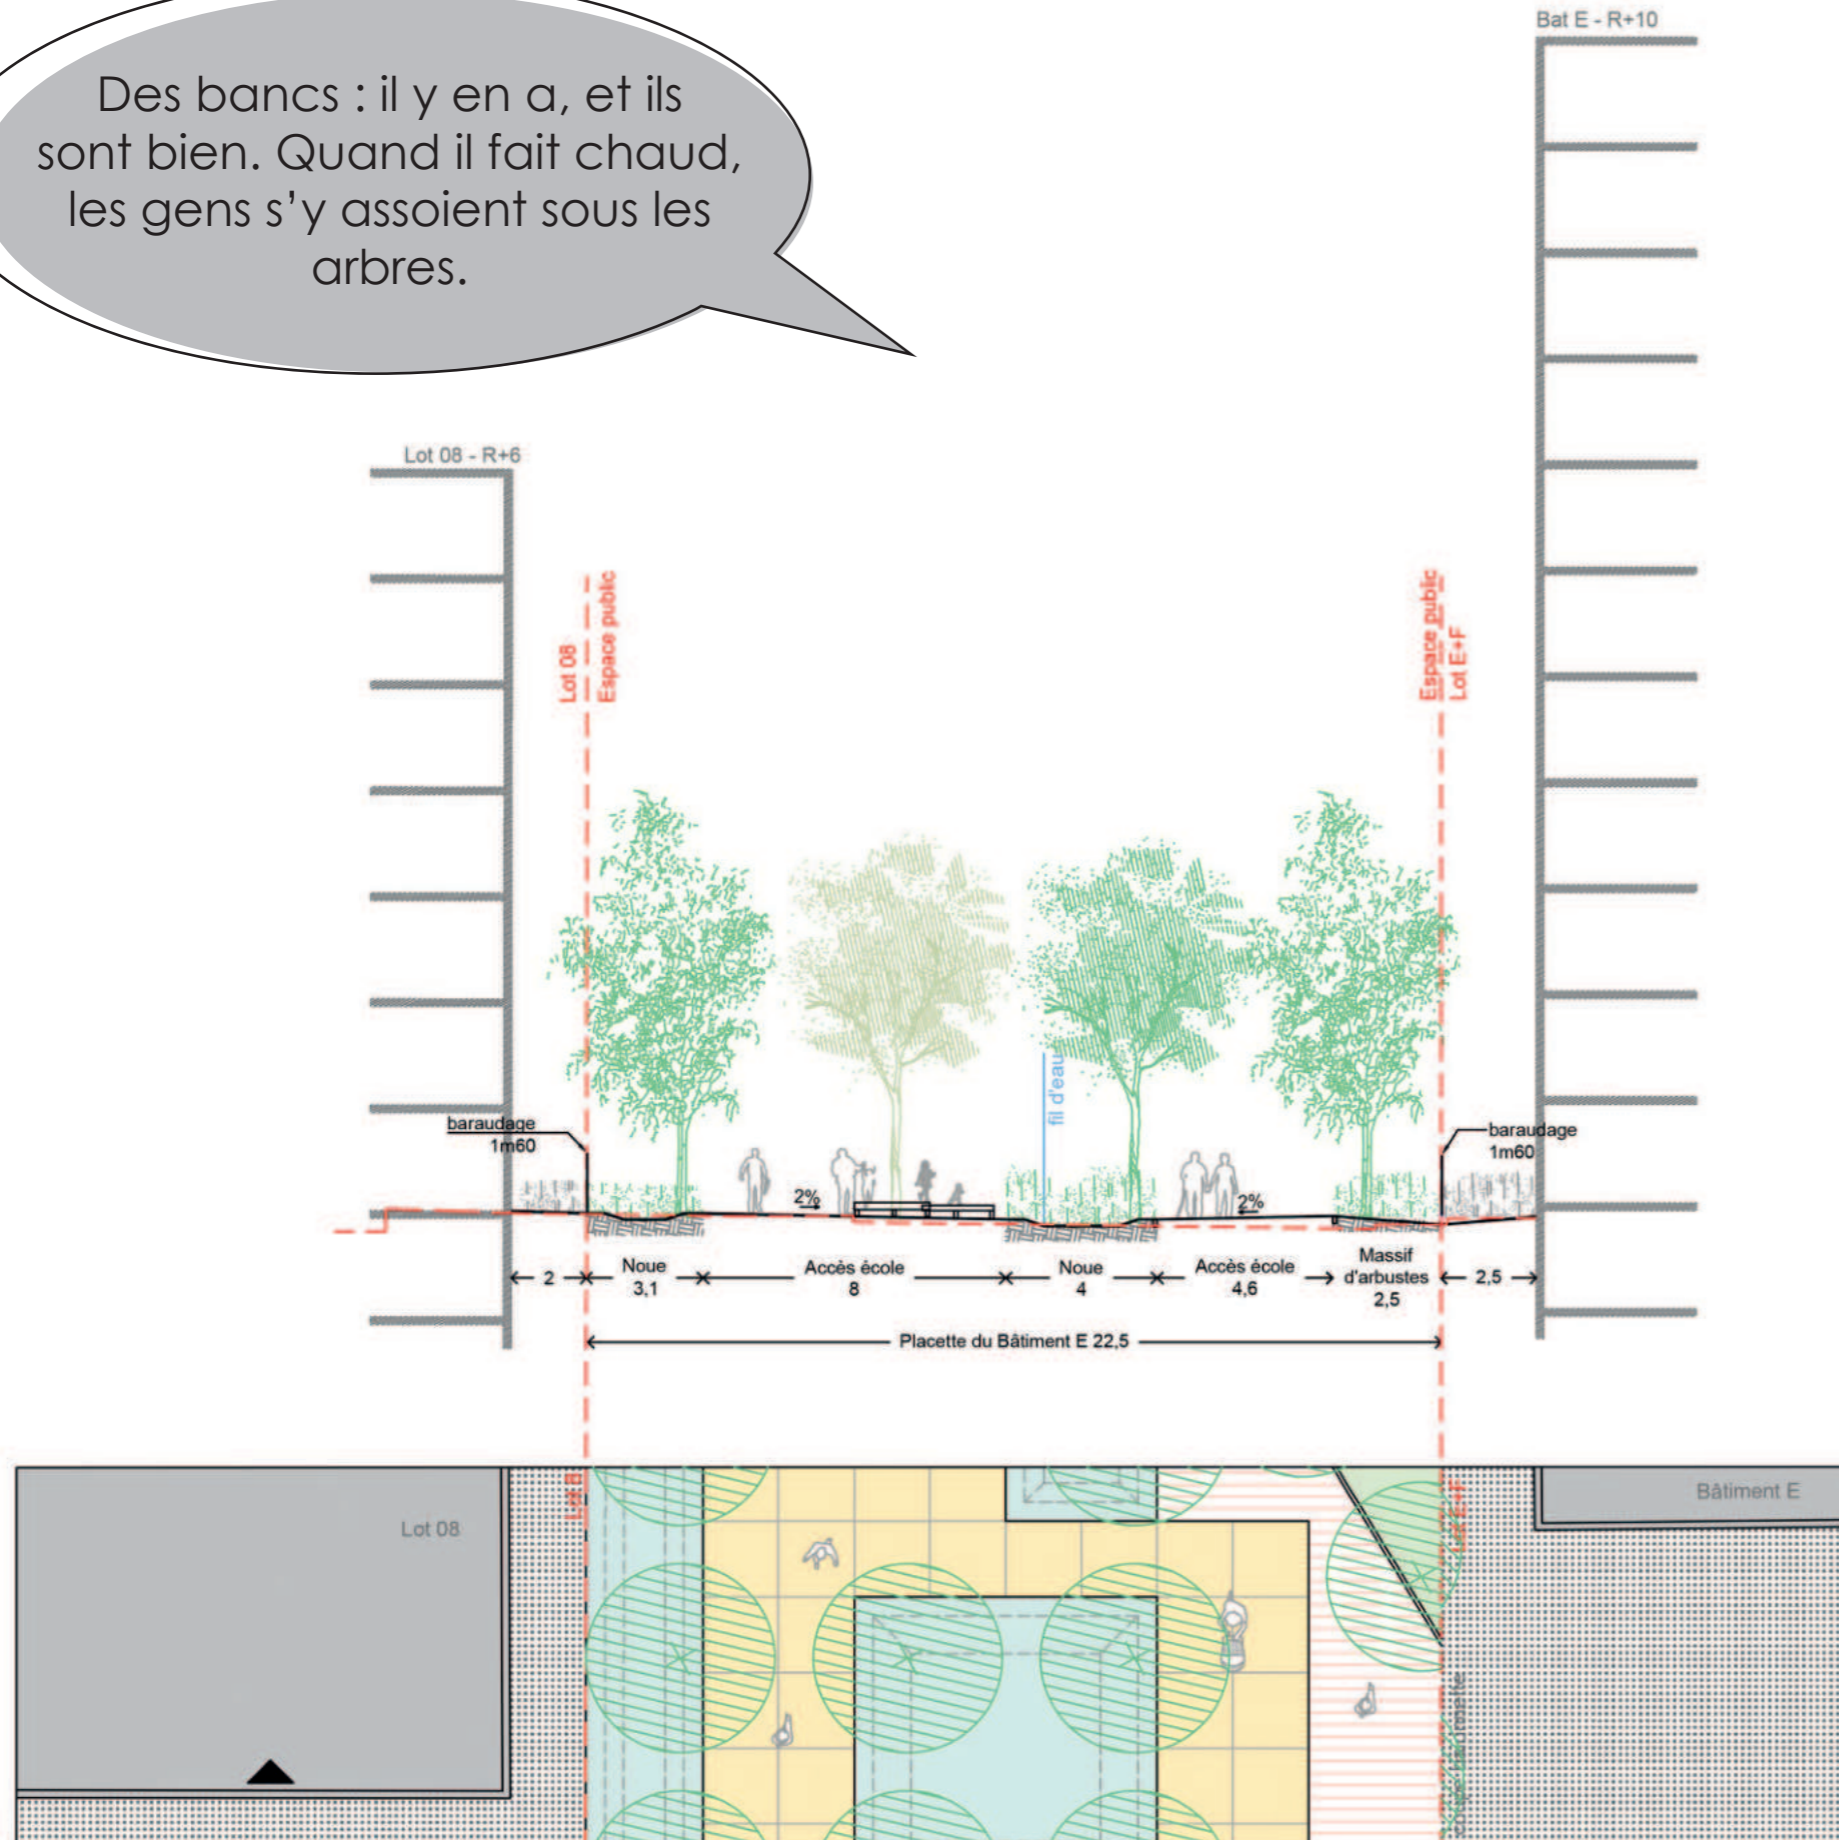 Des bancs : il y en a, et ils
sont bien. Quand il fait chaud,
les gens s’y assoient sous les
arbres.
Bat E - R+10
Lot 08 - R+6
Lot 08
Espace public
Espace public
Lot E+F
fil d'eau
baraudage
1m60
baraudage
1m60
2%
2%
2
Noue
3,1
Accès école
8
Noue
4
Accès école
4,6
Massif
d'arbustes
2,5
2,5
Placette du Bâtiment E 22,5
Lot 08
Bâtiment E
Lot E+F